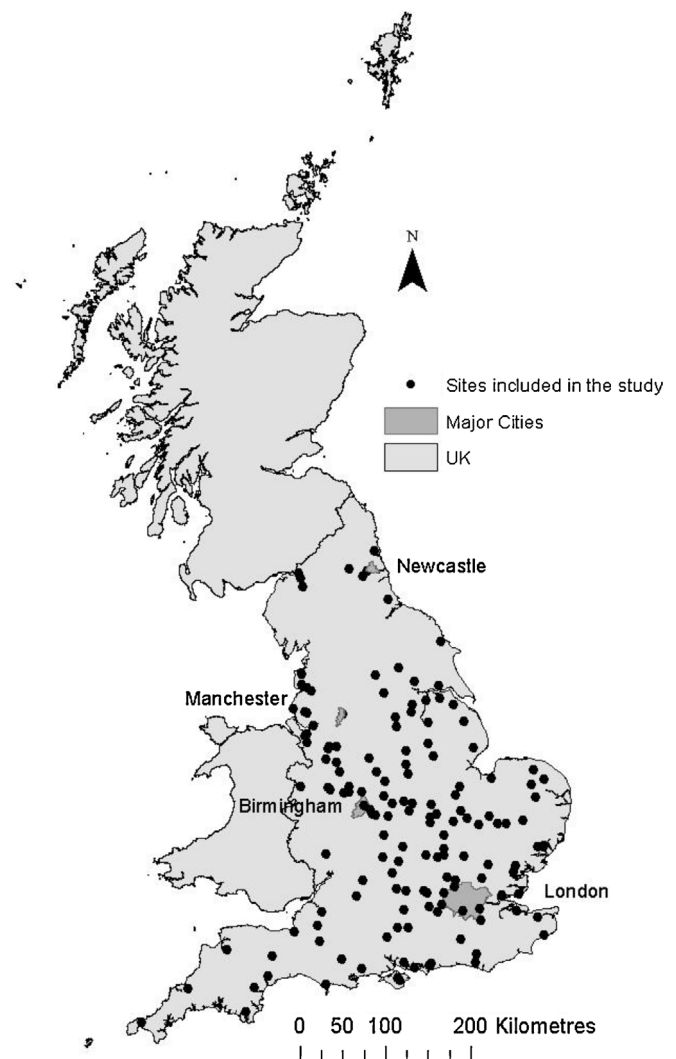 N
Sites included in the study
Major Cities
UK
Newcastle
Manchester
Birmingham
London
0 50 100 200 Kilometres